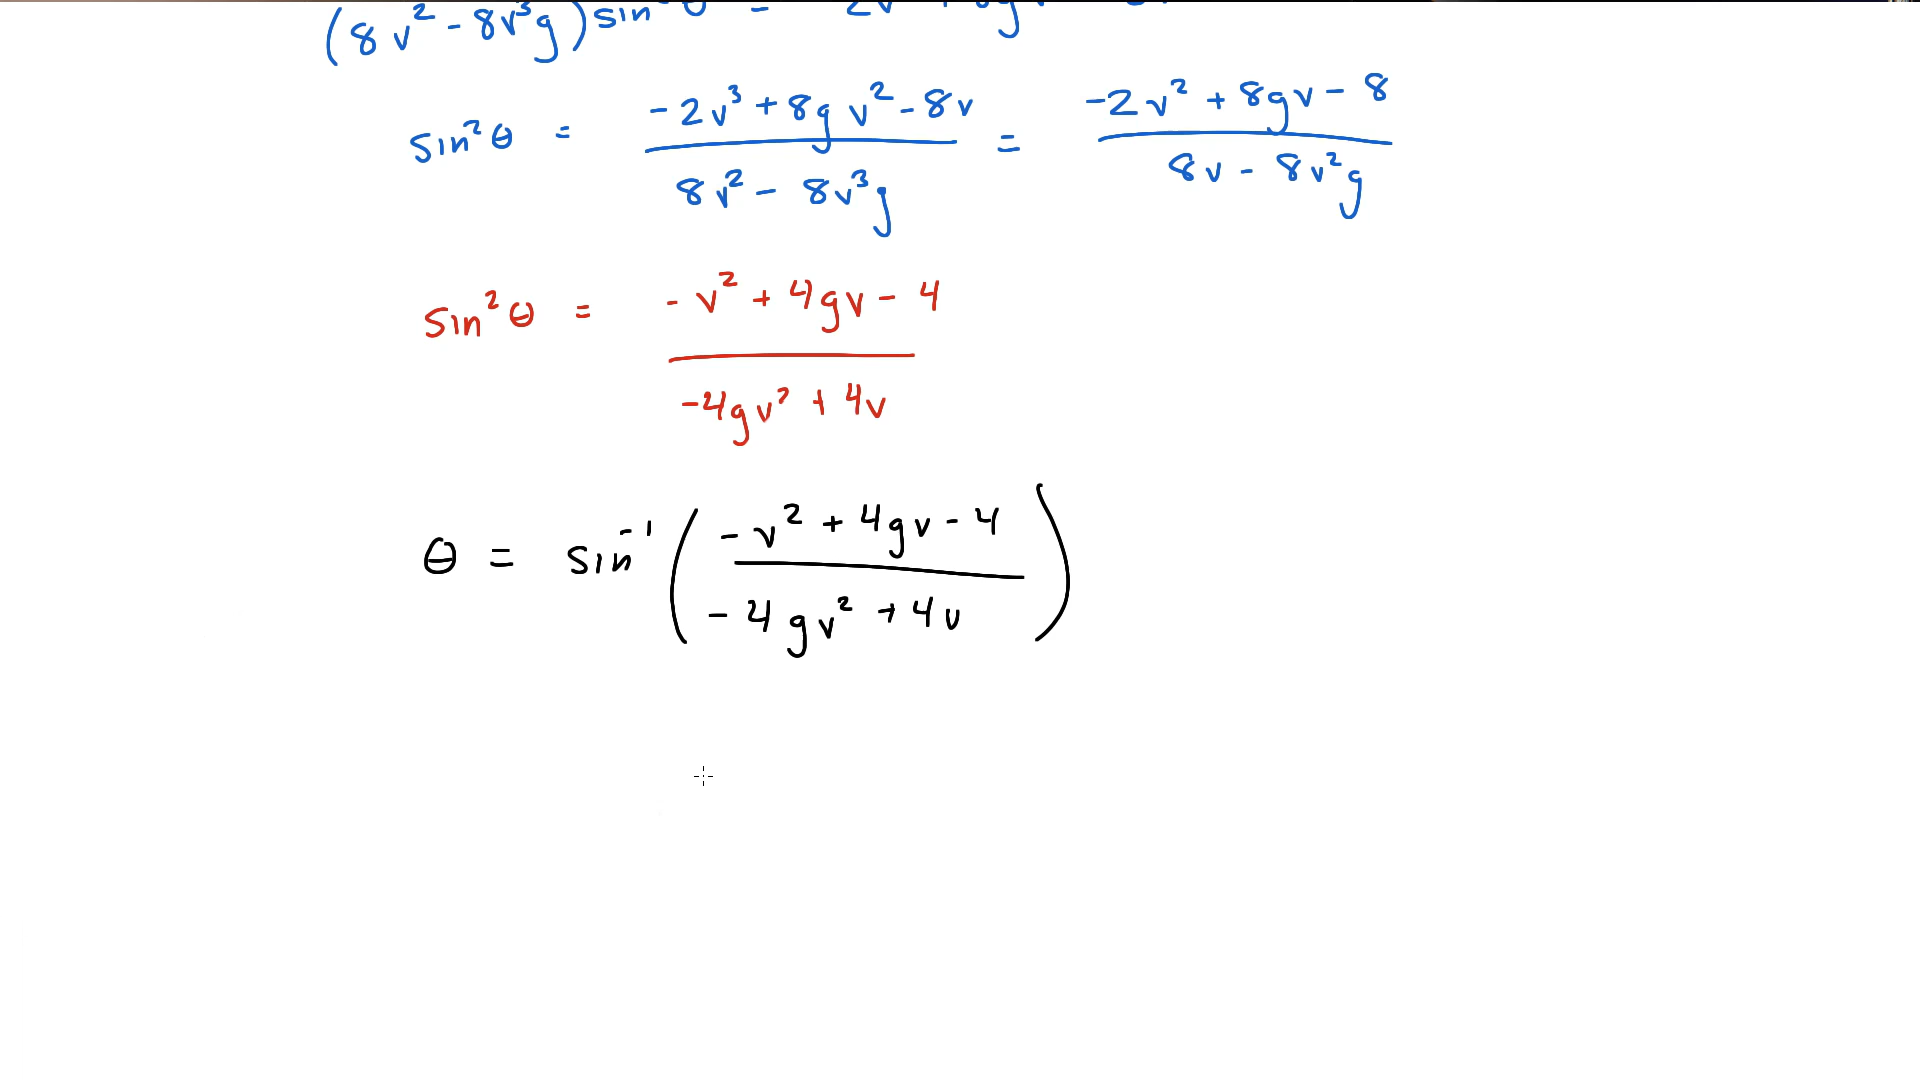 (8v² - 8v³g) sin²θ =
sin²θ = (-2v³ + 8gv² - 8v)/(8v² - 8v³g) = (-2v² + 8gv - 8)/(8v - 8v²g)
sin²θ = (-v² + 4gv - 4)/(-4gv² + 4v)
θ = sin⁻¹((-v² + 4gv - 4)/(-4gv² + 4v))